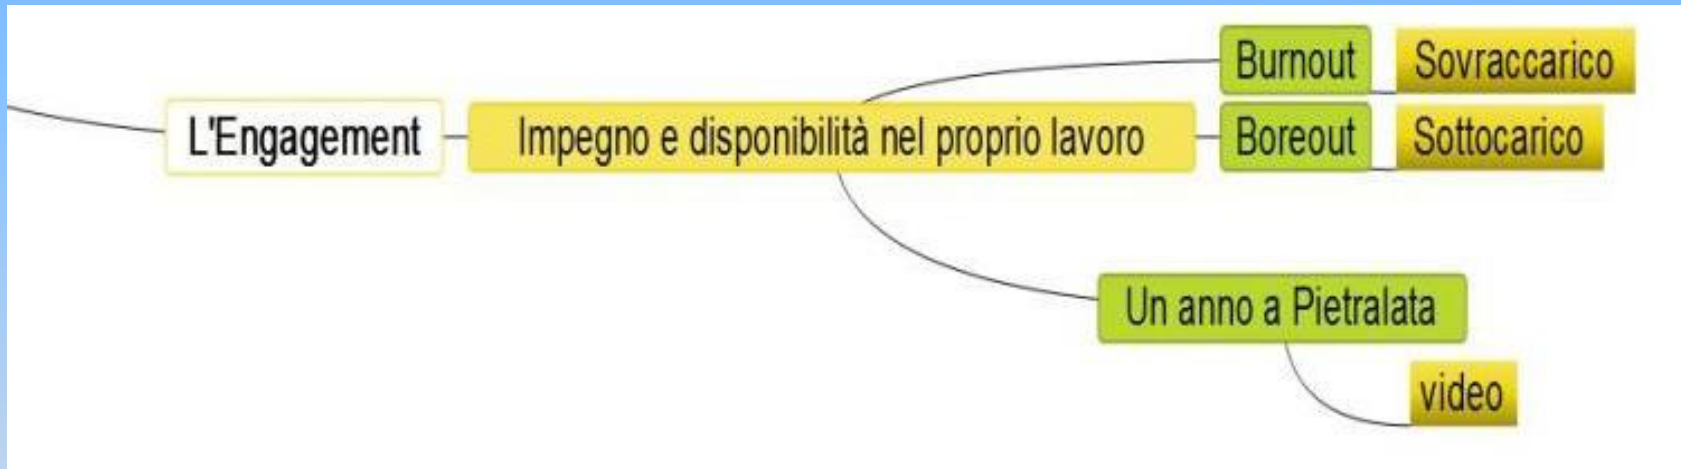 Burnout
Sovraccarico
L'Engagement
Impegno e disponibilità nel proprio lavoro
Boreout
Sottocarico
Un anno a Pietralata
video